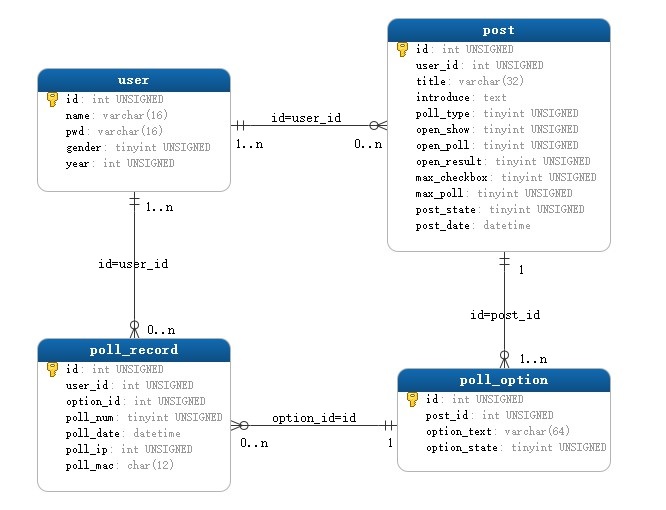 post
id: int UNSIGNED
user_id: int UNSIGNED
title: varchar(32)
introduce: text
poll_type: tinyint UNSIGNED
open_show: tinyint UNSIGNED
open_poll: tinyint UNSIGNED
open_result: tinyint UNSIGNED
max_checkbox: tinyint UNSIGNED
max_poll: tinyint UNSIGNED
post_state: tinyint UNSIGNED
post_date: datetime
user
id: int UNSIGNED
name: varchar(16)
pwd: varchar(16)
gender: tinyint UNSIGNED
year: int UNSIGNED
id=user_id
1..n
0..n
1..n
id=user_id
0..n
1
id=post_id
1..n
poll_record
id: int UNSIGNED
user_id: int UNSIGNED
option_id: int UNSIGNED
poll_num: tinyint UNSIGNED
poll_date: datetime
poll_ip: int UNSIGNED
poll_mac: char(12)
option_id=id
0..n
1
poll_option
id: int UNSIGNED
post_id: int UNSIGNED
option_text: varchar(64)
option_state: tinyint UNSIGNED